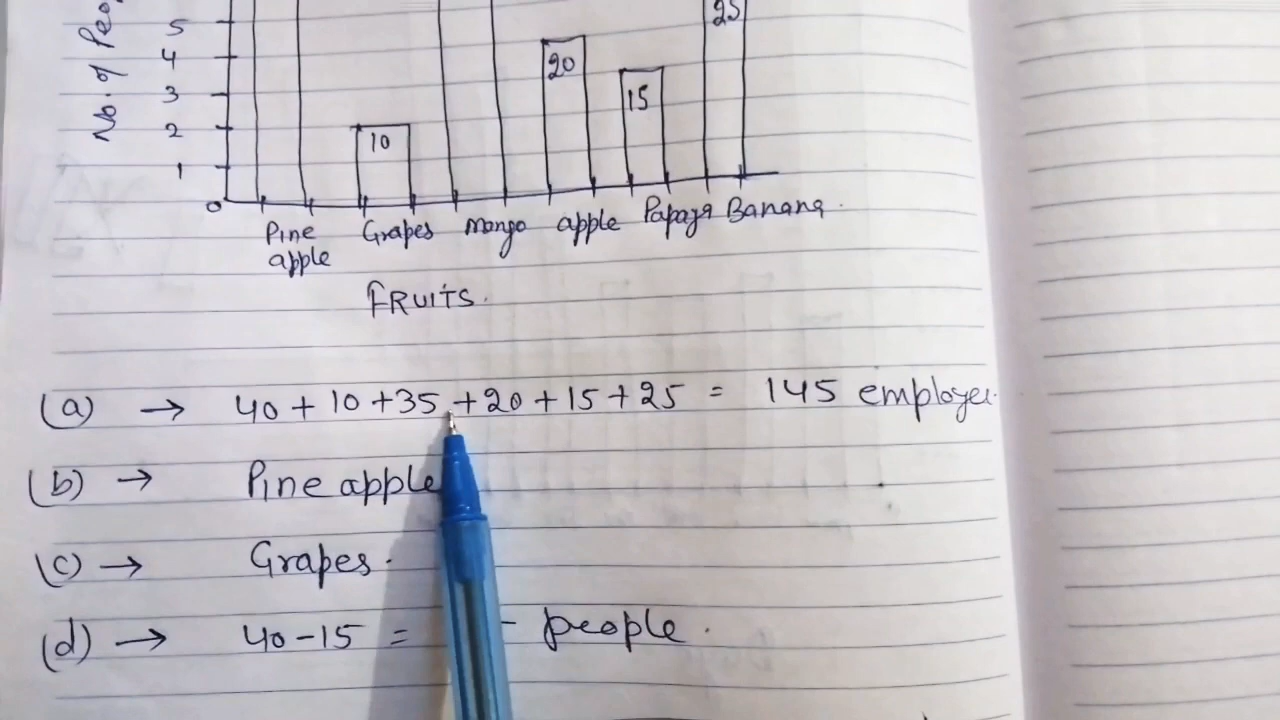 No. of Peo
5
4
3
2
1
0
10
20
15
25
Pine apple
Grapes
Mango
apple
Papaya
Banana.
FRUITS.
(a) → 40 + 10 + 35 + 20 + 15 + 25 = 145 employee.
(b) → Pine apple
(c) → Grapes.
(d) → 40 - 15 = people.